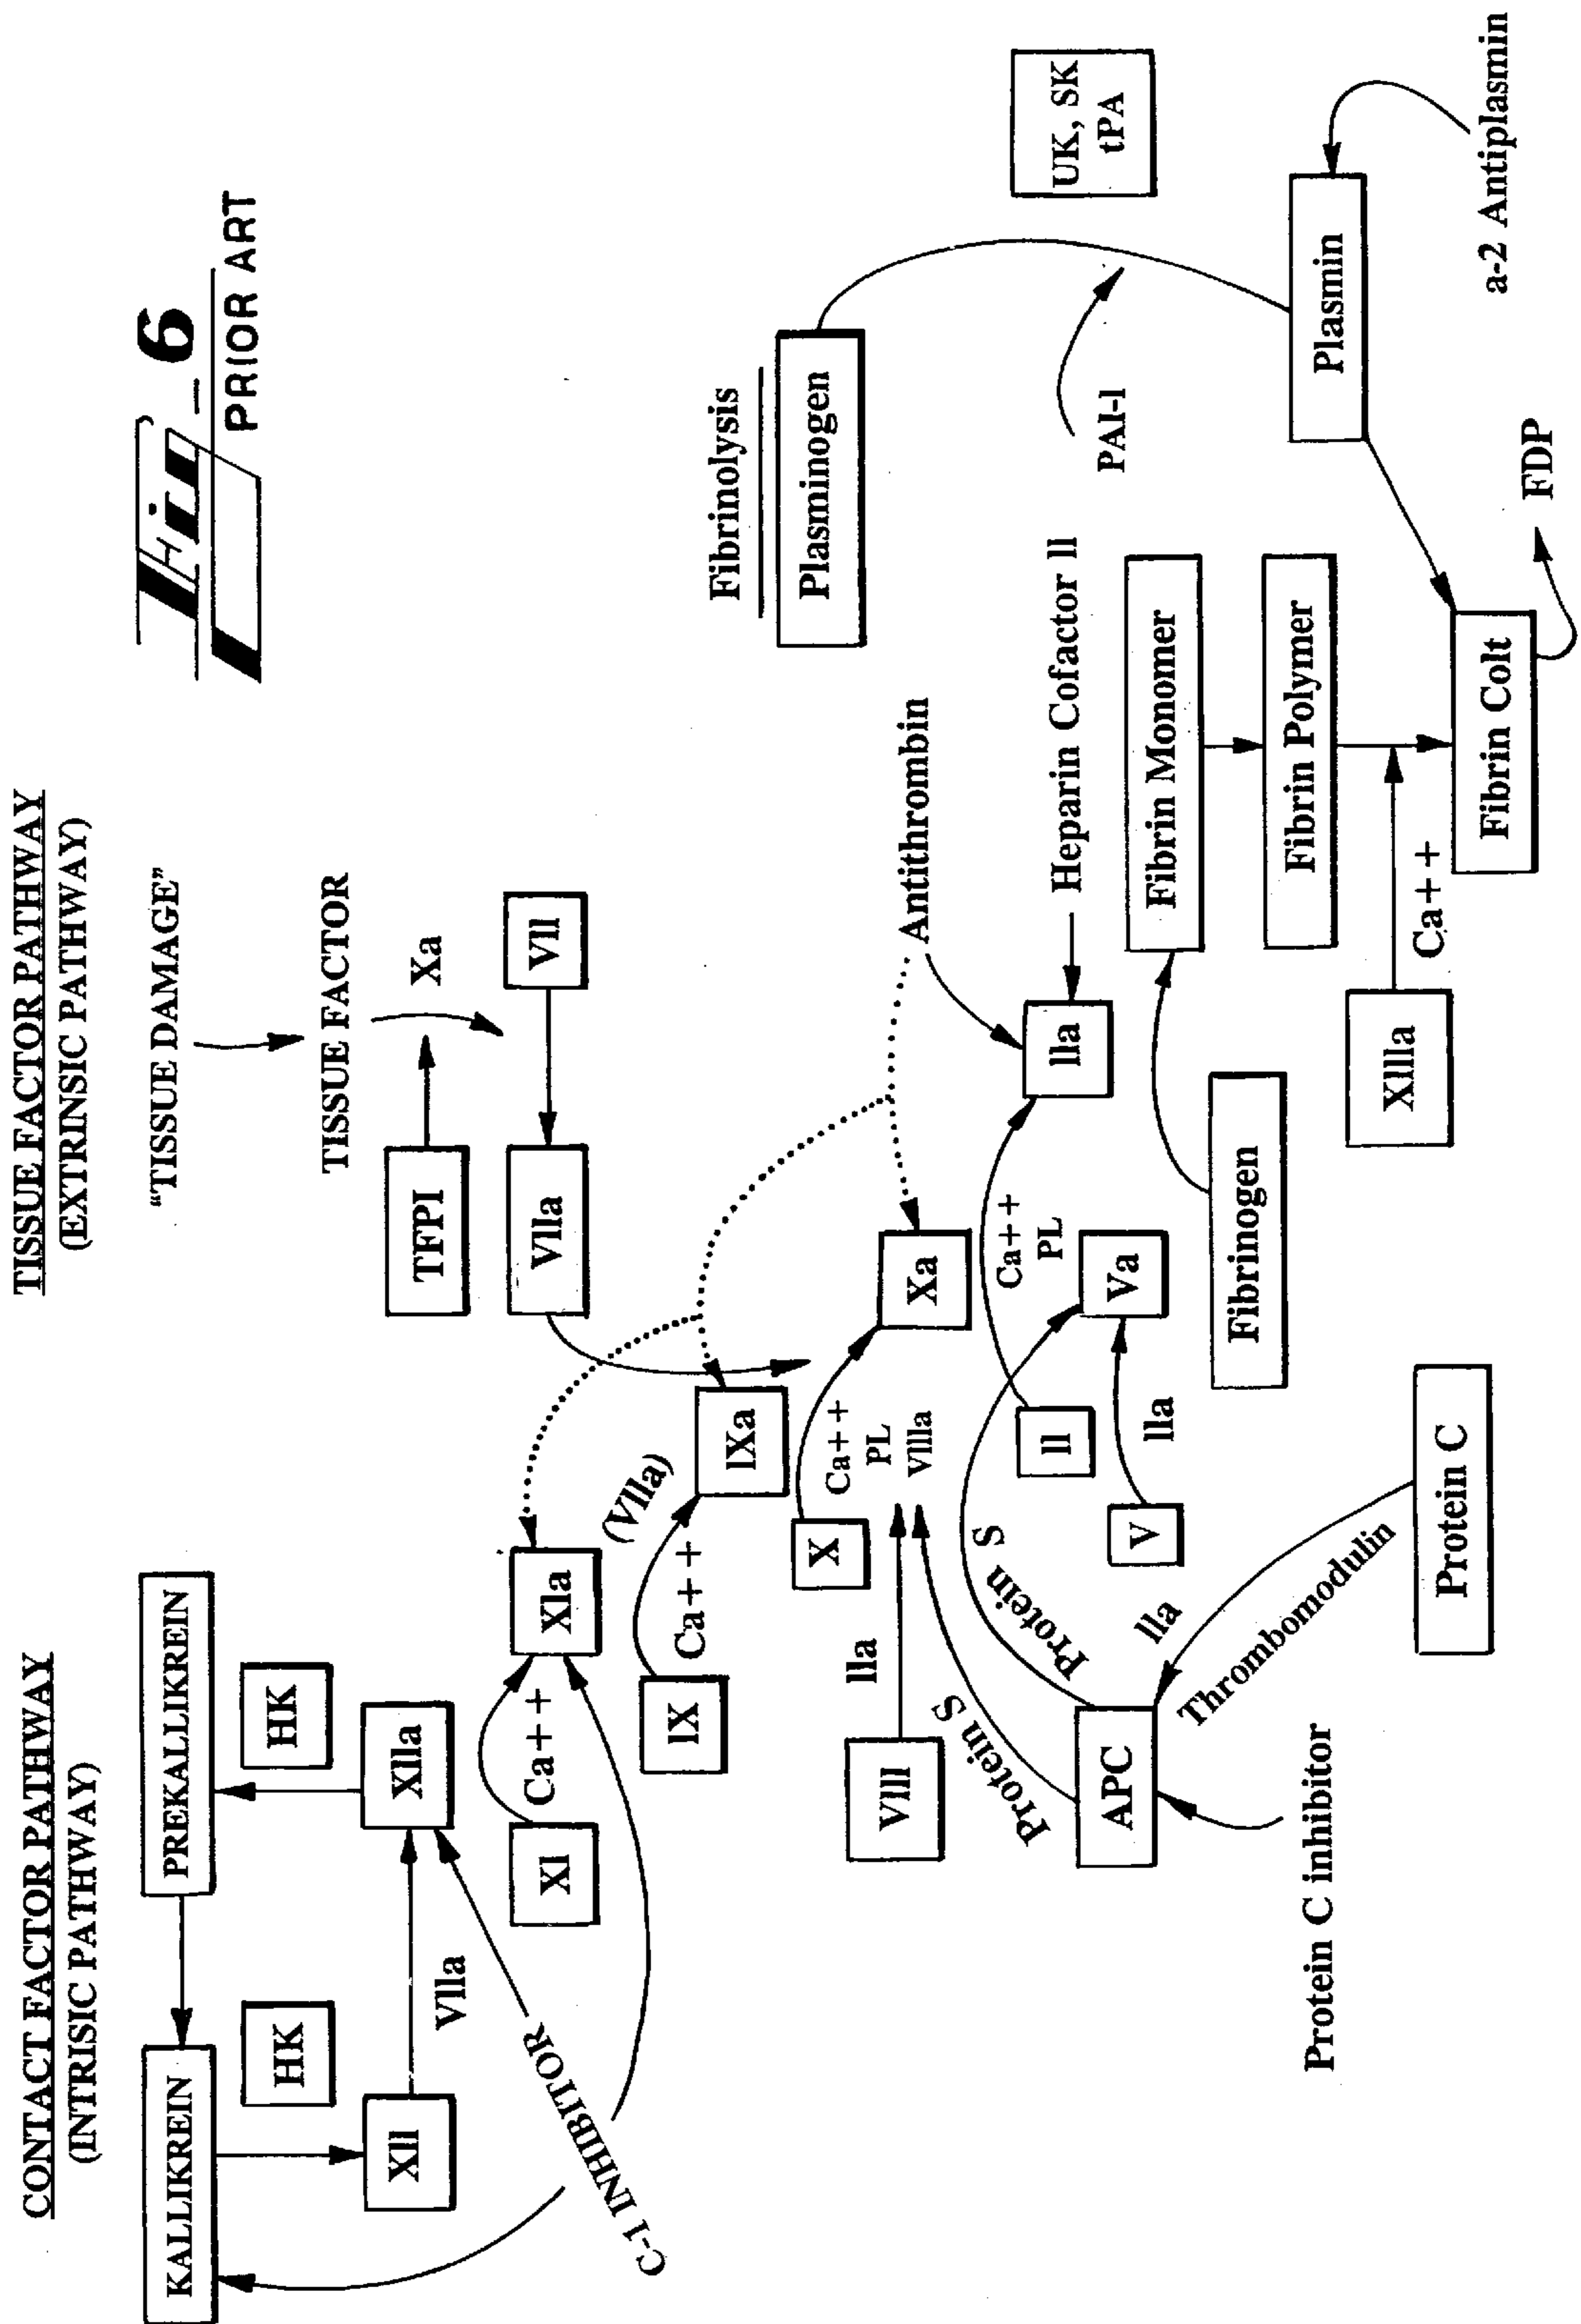 CONTACT FACTOR PATHWAY
(INTRISIC PATHWAY)
TISSUE FACTOR PATHWAY
(EXTRINSIC PATHWAY)
Fig_6
PRIOR ART
KALLIKREIN
PREKALLIKREIN
"TISSUE DAMAGE"
HK
HK
TISSUE FACTOR
XII
VIIa
XIIa
TFPI
Xa
C-1 INHIBITOR
XI
Ca++
XIa
VIIa
VII
IX
Ca++
(VIIa)
IXa
Fibrinolysis
Plasminogen
X
Ca++
PL
VIIIa
Xa
Antithrombin
VIII
IIa
Protein S
Protein S
II
Ca++
PL
IIa
Heparin Cofactor II
PAI-1
UK, SK
tPA
APC
V
IIa
Va
Fibrin Monomer
IIa
Thrombomodulin
Fibrinogen
Fibrin Polymer
Plasmin
Protein C inhibitor
Protein C
XIIIa
Ca++
Fibrin Colt
FDP
a-2 Antiplasmin